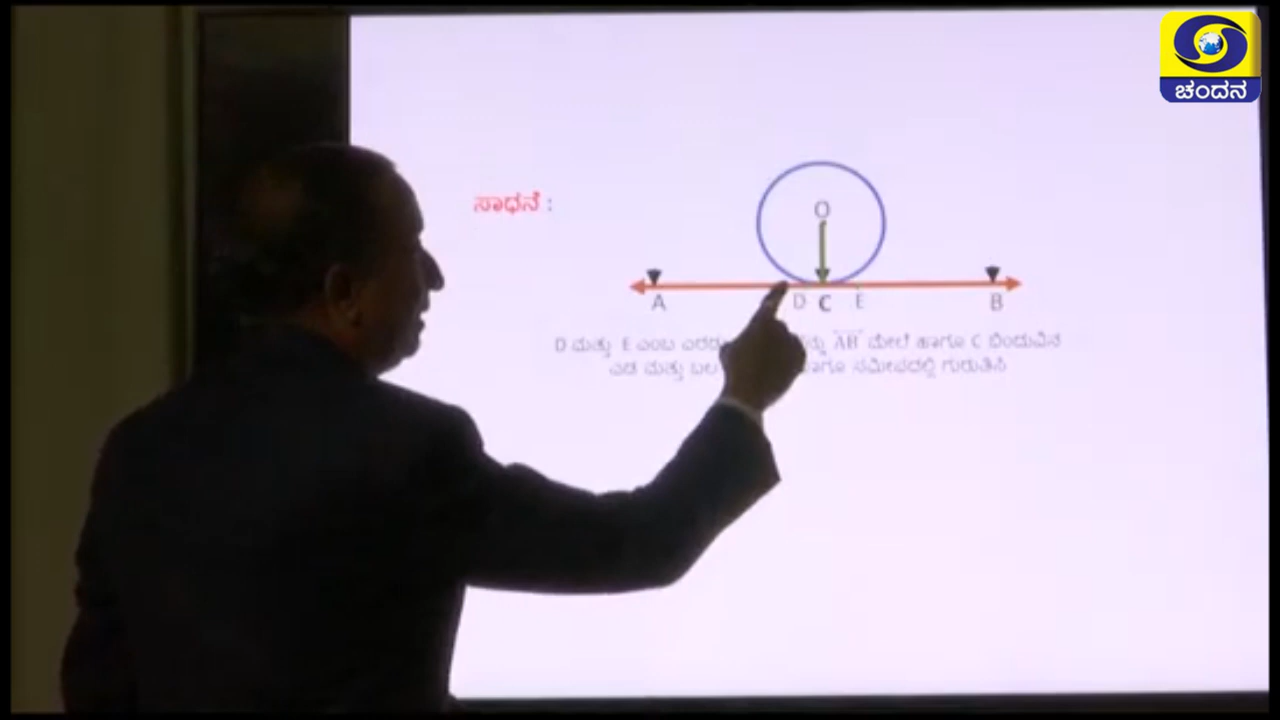 ಚಂದನ
ಸಾಧನೆ :
O
A D C E B
D ಮತ್ತು E ಎಂಬ AB ಮೇಲೆ ಹಾಗೂ C ಬಿಂದುವಿನ
ಎಡ ಮತ್ತು ಬಲ ಹಾಗೂ ಸಮೀಪದಲ್ಲಿ ಗುರುತಿಸಿ